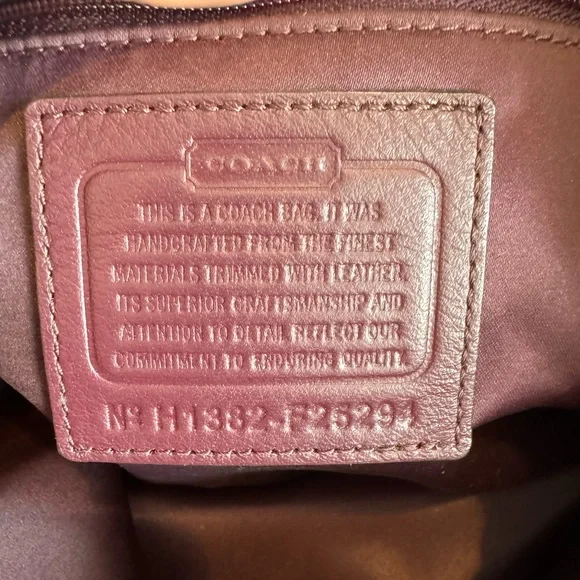 COACH
THIS IS A COACH BAG. IT WAS
HANDCRAFTED FROM THE FINEST
MATERIALS TRIMMED WITH LEATHER.
ITS SUPERIOR CRAFTSMANSHIP AND
ATTENTION TO DETAIL REFLECT OUR
COMMITMENT TO ENDURING QUALITY.
Nº H1382-F25294